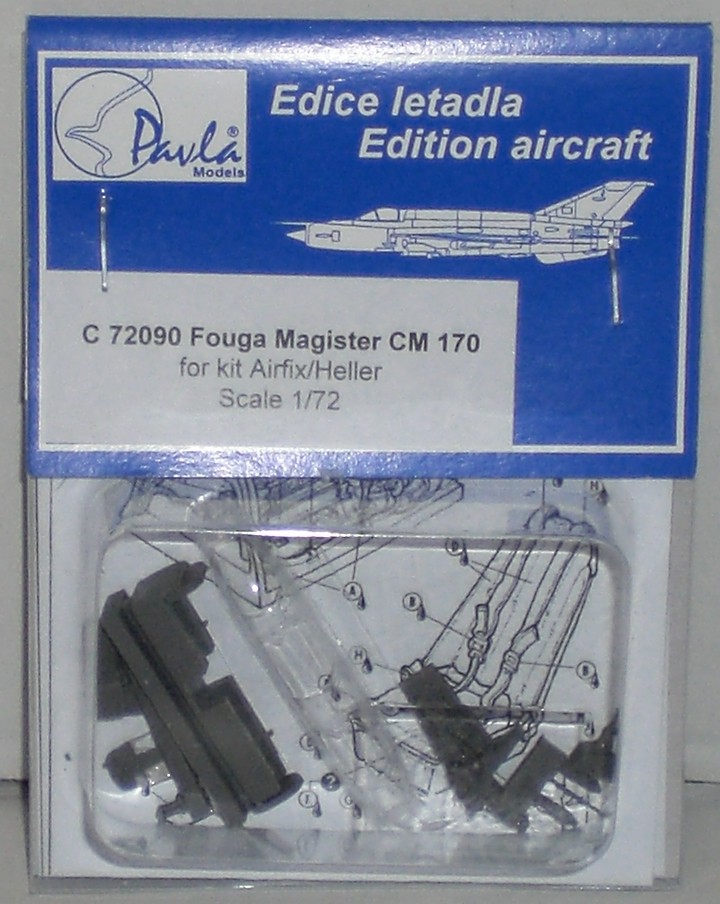 Pavla®
Models
Edice letadla
Edition aircraft
C 72090 Fouga Magister CM 170
for kit Airfix/Heller
Scale 1/72
H
A
D
B
H
B